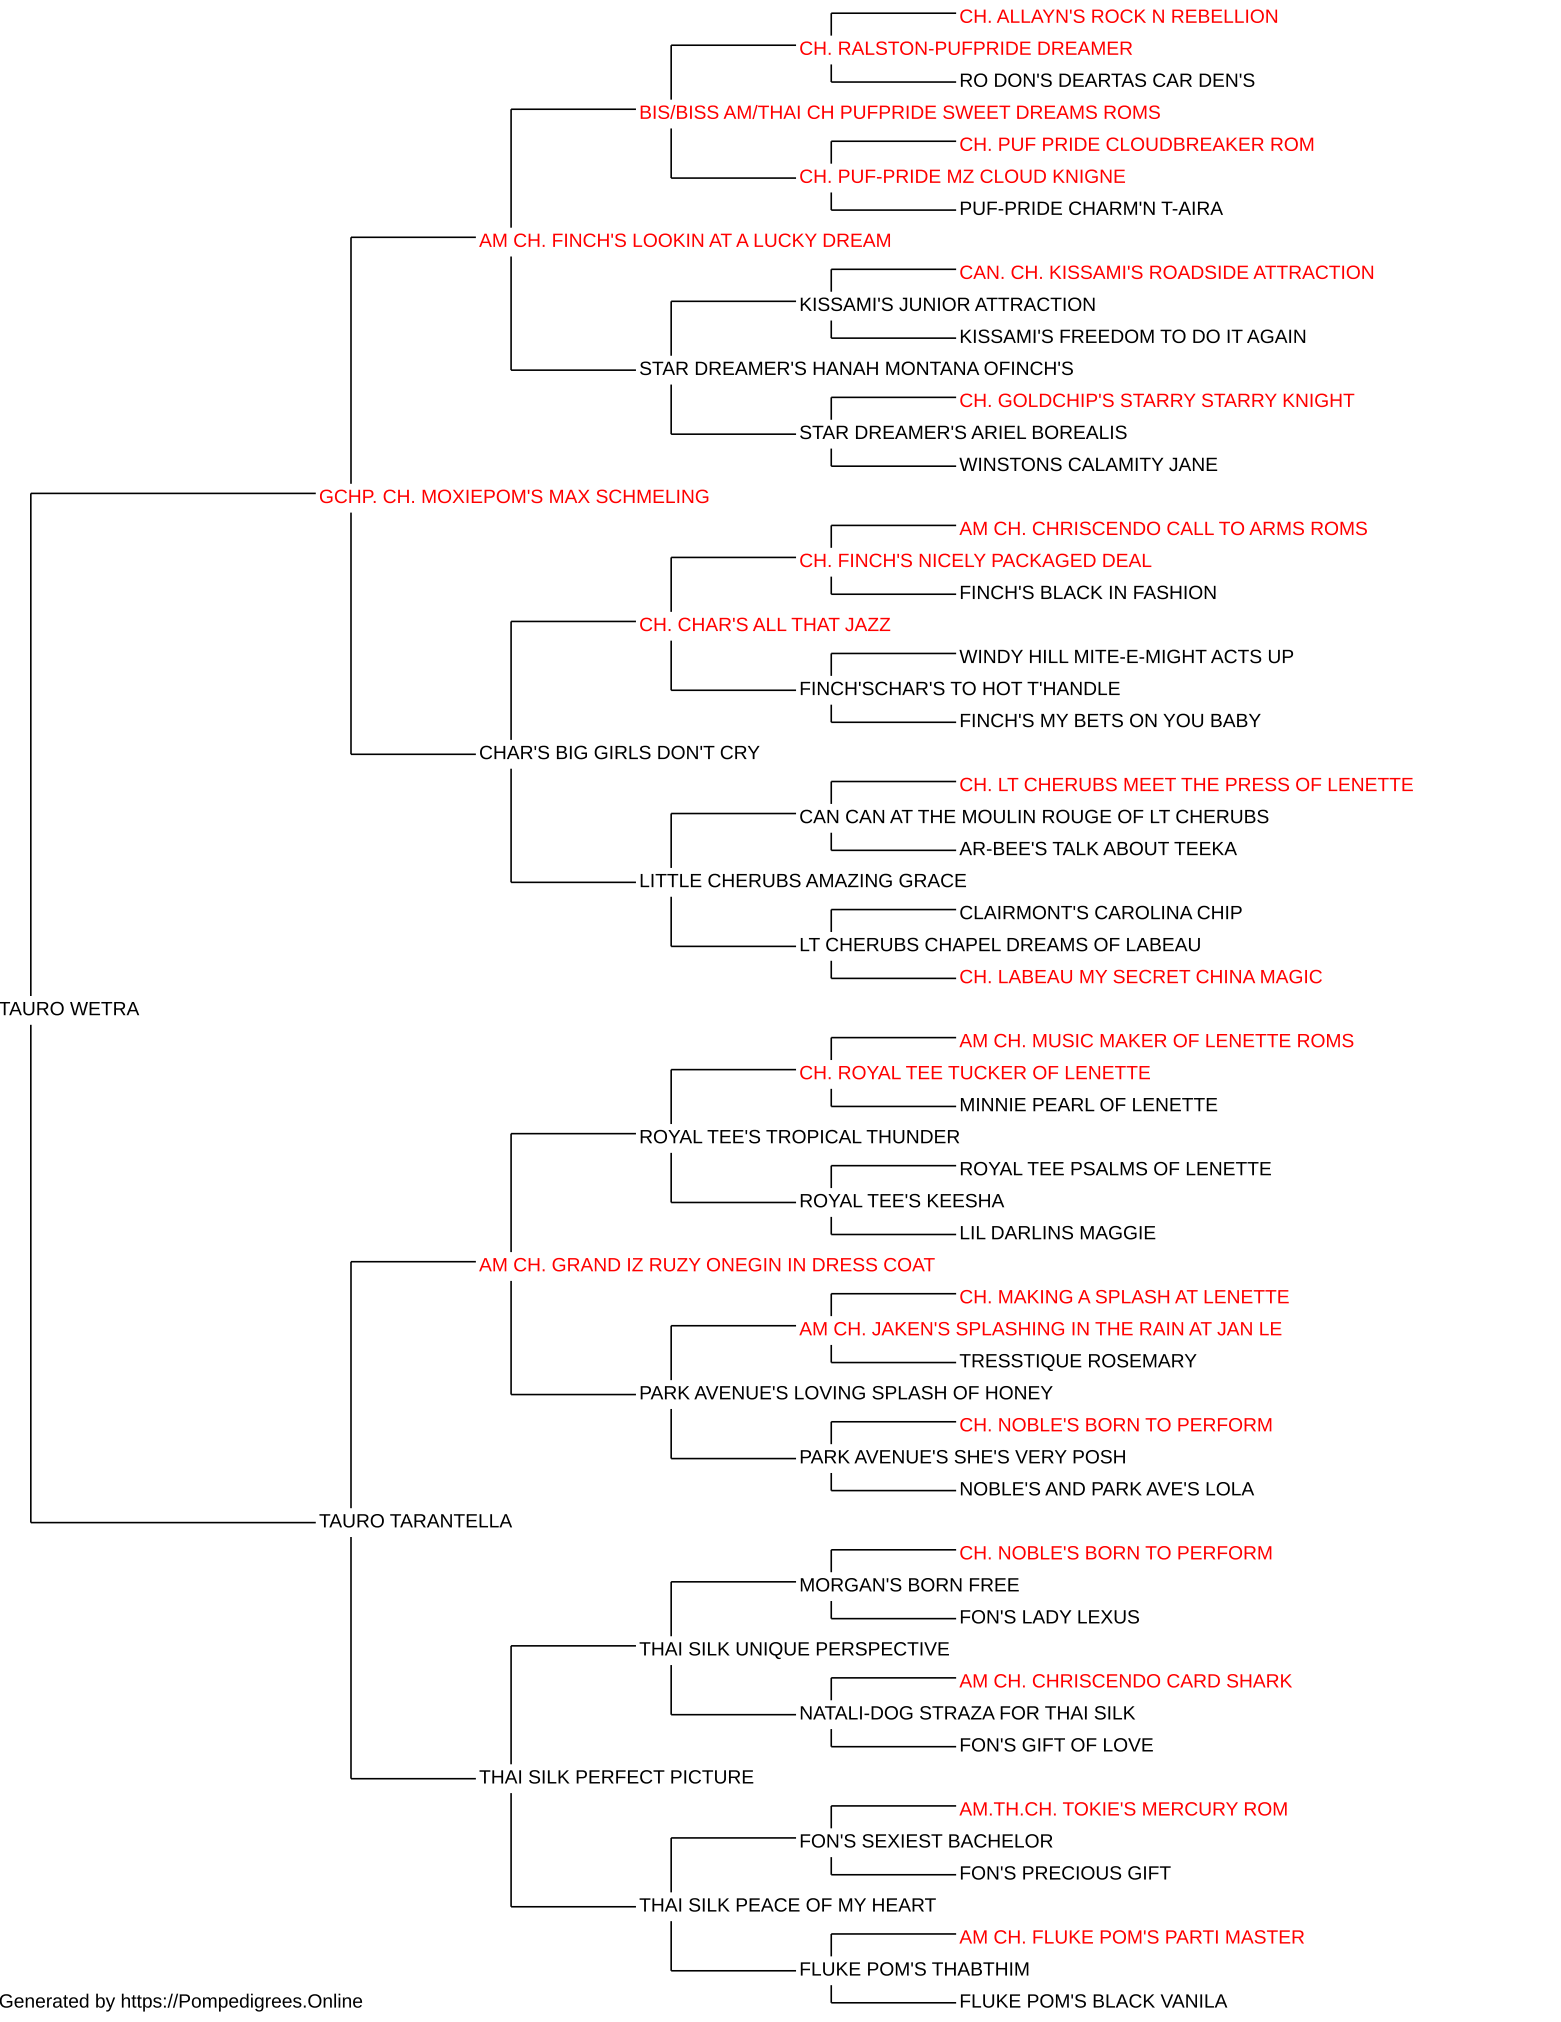 CH. ALLAYN'S ROCK N REBELLION
CH. RALSTON-PUFPRIDE DREAMER
RO DON'S DEARTAS CAR DEN'S
BIS/BISS AM/THAI CH PUFPRIDE SWEET DREAMS ROMS
CH. PUF PRIDE CLOUDBREAKER ROM
CH. PUF-PRIDE MZ CLOUD KNIGNE
PUF-PRIDE CHARM'N T-AIRA
AM CH. FINCH'S LOOKIN AT A LUCKY DREAM
CAN. CH. KISSAMI'S ROADSIDE ATTRACTION
KISSAMI'S JUNIOR ATTRACTION
KISSAMI'S FREEDOM TO DO IT AGAIN
STAR DREAMER'S HANAH MONTANA OFINCH'S
CH. GOLDCHIP'S STARRY STARRY KNIGHT
STAR DREAMER'S ARIEL BOREALIS
WINSTONS CALAMITY JANE
GCHP. CH. MOXIEPOM'S MAX SCHMELING
AM CH. CHRISCENDO CALL TO ARMS ROMS
CH. FINCH'S NICELY PACKAGED DEAL
FINCH'S BLACK IN FASHION
CH. CHAR'S ALL THAT JAZZ
WINDY HILL MITE-E-MIGHT ACTS UP
FINCH'SCHAR'S TO HOT T'HANDLE
FINCH'S MY BETS ON YOU BABY
CHAR'S BIG GIRLS DON'T CRY
CH. LT CHERUBS MEET THE PRESS OF LENETTE
CAN CAN AT THE MOULIN ROUGE OF LT CHERUBS
AR-BEE'S TALK ABOUT TEEKA
LITTLE CHERUBS AMAZING GRACE
CLAIRMONT'S CAROLINA CHIP
LT CHERUBS CHAPEL DREAMS OF LABEAU
CH. LABEAU MY SECRET CHINA MAGIC
TAURO WETRA
AM CH. MUSIC MAKER OF LENETTE ROMS
CH. ROYAL TEE TUCKER OF LENETTE
MINNIE PEARL OF LENETTE
ROYAL TEE'S TROPICAL THUNDER
ROYAL TEE PSALMS OF LENETTE
ROYAL TEE'S KEESHA
LIL DARLINS MAGGIE
AM CH. GRAND IZ RUZY ONEGIN IN DRESS COAT
CH. MAKING A SPLASH AT LENETTE
AM CH. JAKEN'S SPLASHING IN THE RAIN AT JAN LE
TRESSTIQUE ROSEMARY
PARK AVENUE'S LOVING SPLASH OF HONEY
CH. NOBLE'S BORN TO PERFORM
PARK AVENUE'S SHE'S VERY POSH
NOBLE'S AND PARK AVE'S LOLA
TAURO TARANTELLA
CH. NOBLE'S BORN TO PERFORM
MORGAN'S BORN FREE
FON'S LADY LEXUS
THAI SILK UNIQUE PERSPECTIVE
AM CH. CHRISCENDO CARD SHARK
NATALI-DOG STRAZA FOR THAI SILK
FON'S GIFT OF LOVE
THAI SILK PERFECT PICTURE
AM.TH.CH. TOKIE'S MERCURY ROM
FON'S SEXIEST BACHELOR
FON'S PRECIOUS GIFT
THAI SILK PEACE OF MY HEART
AM CH. FLUKE POM'S PARTI MASTER
FLUKE POM'S THABTHIM
FLUKE POM'S BLACK VANILA
Generated by https://Pompedigrees.Online